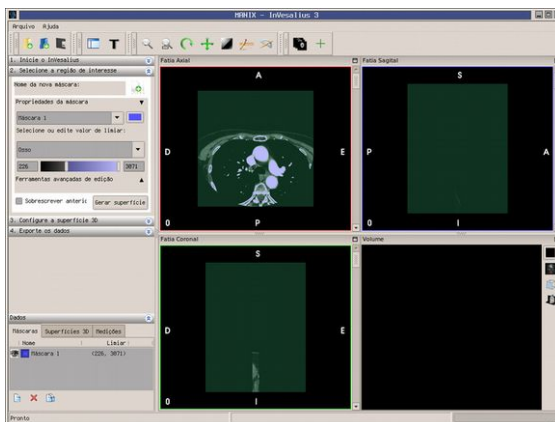 MANIX - InVesalius 3
Arquivo Ajuda
1. Inicie o InVesalius
2. Selecione a região de interesse
Nome da nova máscara:
Propriedades da máscara
Máscara 1
Selecione ou edite valor de limiar:
Osso
226 3071
Ferramentas avançadas de edição
Sobrescrever anteric
Gerar superfície
3. Configure a superfície 3D
4. Exporte os dados
Dados
Máscaras Superfícies 3D Medições
Nome Limiar
Máscara 1 (226, 3071)
Pronto
Fatia Axial
A
D E
0 P
Fatia Sagital
S
P A
0 I
Fatia Coronal
S
D E
0 I
Volume